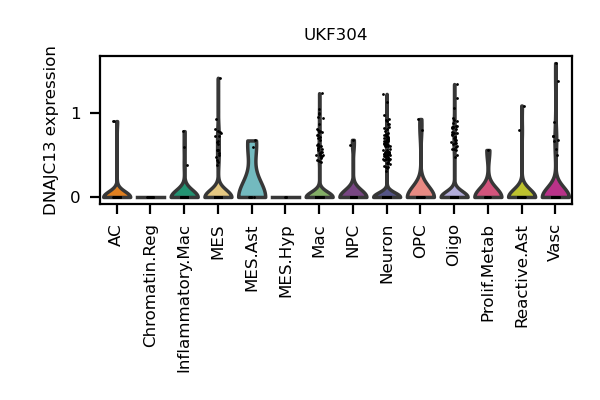 UKF304
DNAJC13 expression
1
0
AC
Chromatin.Reg
Inflammatory.Mac
MES
MES.Ast
MES.Hyp
Mac
NPC
Neuron
OPC
Oligo
Prolif.Metab
Reactive.Ast
Vasc